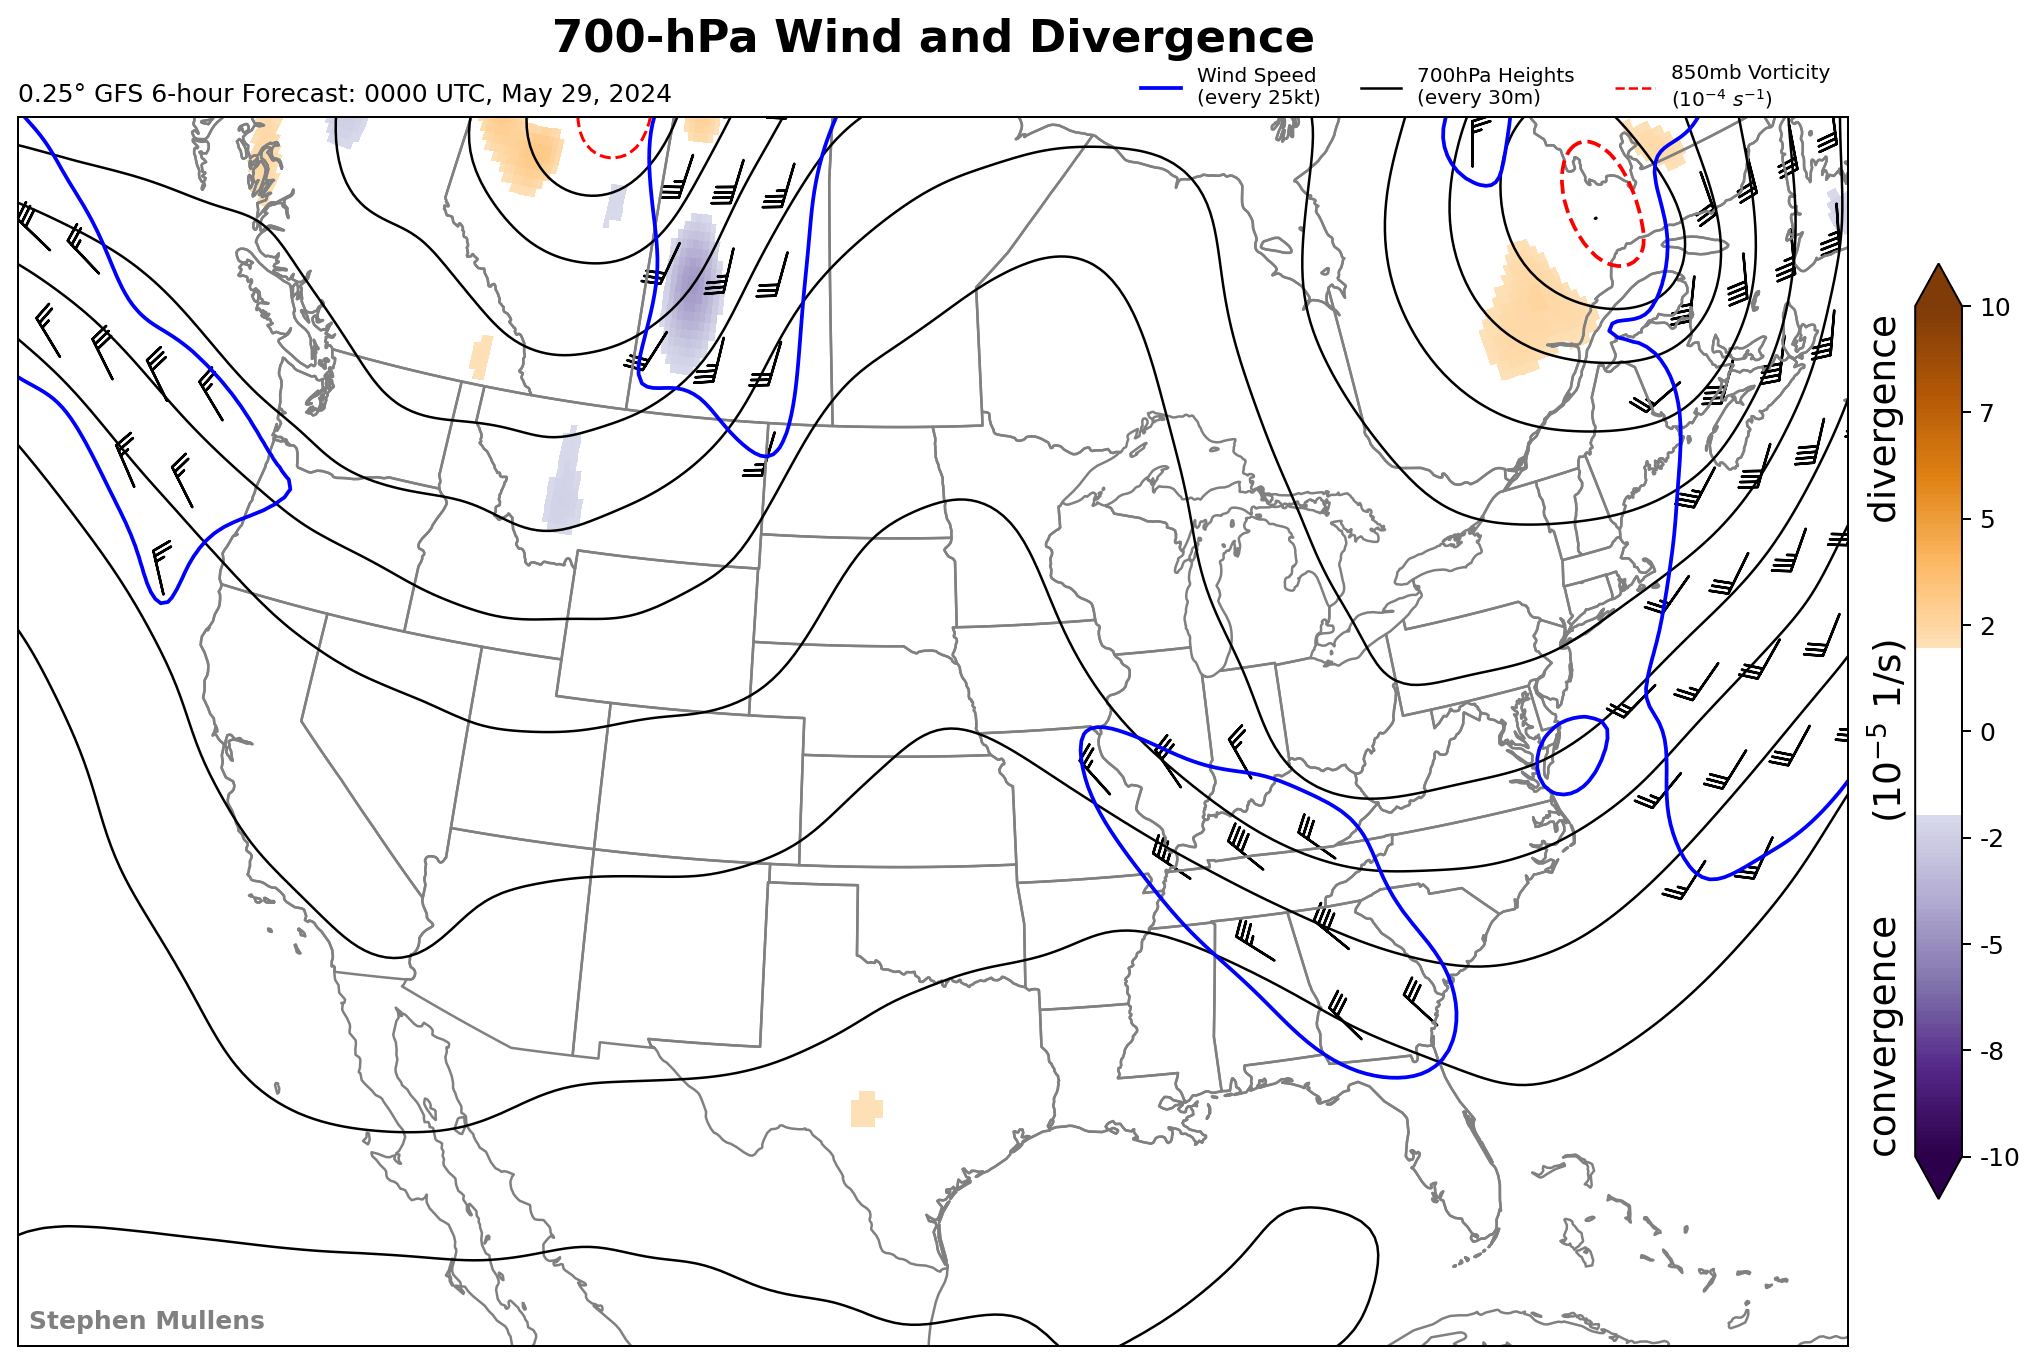 700-hPa Wind and Divergence
0.25° GFS 6-hour Forecast: 0000 UTC, May 29, 2024
Wind Speed
(every 25kt)
700hPa Heights
(every 30m)
850mb Vorticity
(10⁻⁴ s⁻¹)
convergence (10⁻⁵ 1/s) divergence
10
7
5
2
0
-2
-5
-8
-10
Stephen Mullens